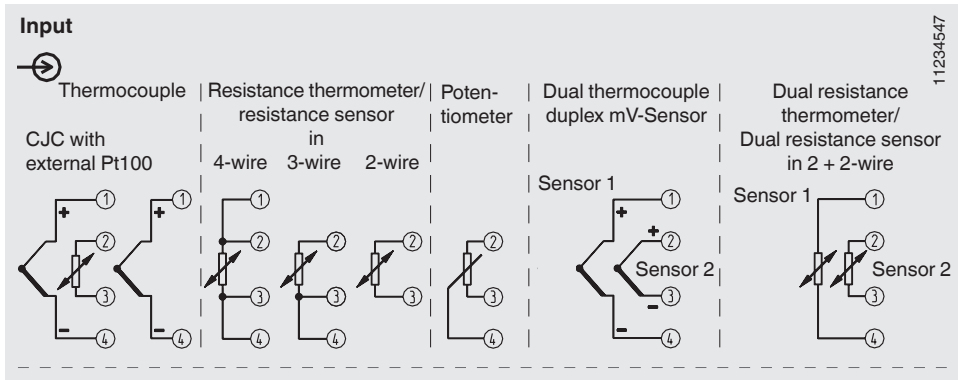 Input
11234547
Thermocouple
CJC with
external Pt100
+
1
2
3
−
4
+
1
−
4
Resistance thermometer/
resistance sensor
in
4-wire 3-wire 2-wire
1
2
3
4
2
3
4
2
3
Poten-
tiometer
2
3
4
Dual thermocouple
duplex mV-Sensor
Sensor 1
+
1
+
2
Sensor 2
3
−
−
4
Dual resistance
thermometer/
Dual resistance sensor
in 2 + 2-wire
Sensor 1
1
2
Sensor 2
3
4